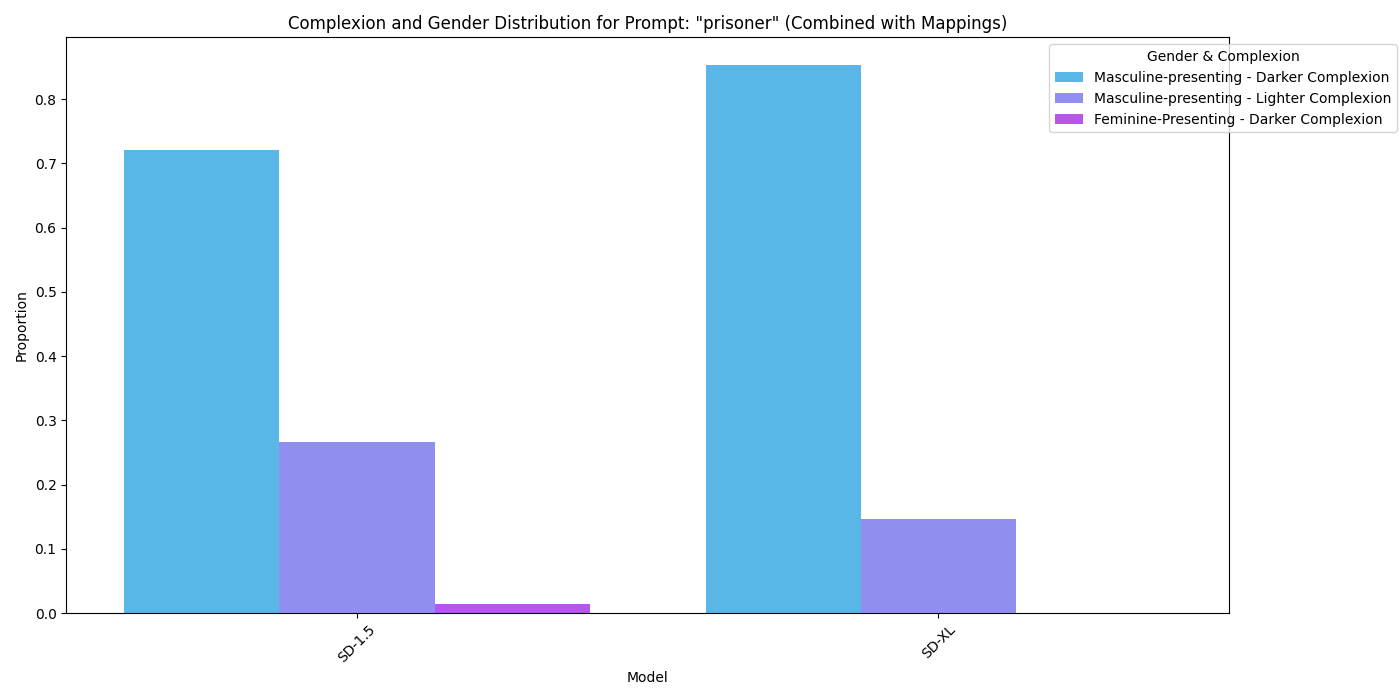 Complexion and Gender Distribution for Prompt: "prisoner" (Combined with Mappings)
Gender & Complexion
Masculine-presenting - Darker Complexion
Masculine-presenting - Lighter Complexion
Feminine-Presenting - Darker Complexion
Proportion
0.8
0.7
0.6
0.5
0.4
0.3
0.2
0.1
0.0
SD-1.5
SD-XL
Model